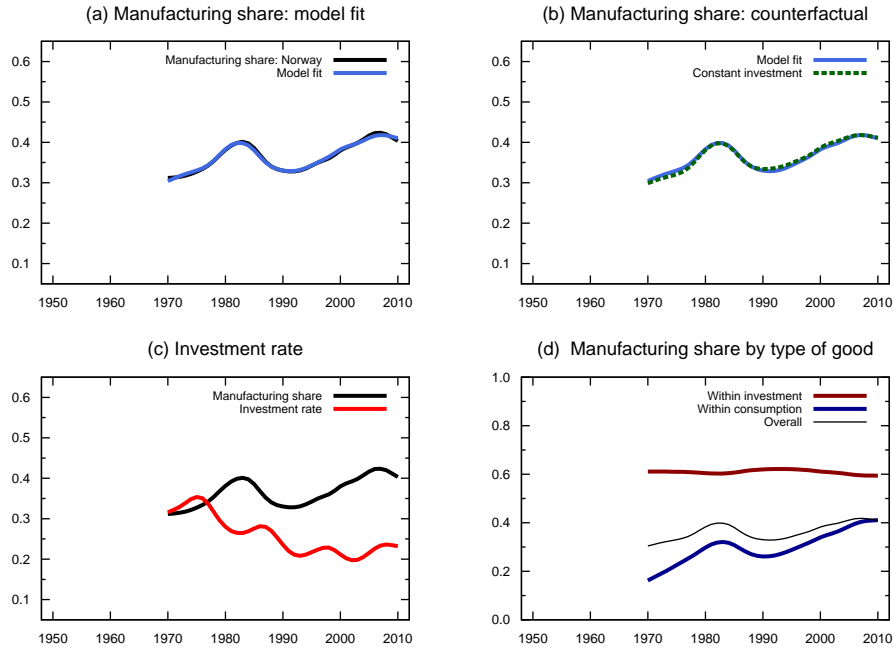 (a) Manufacturing share: model fit
0.6
0.5
0.4
0.3
0.2
0.1
1950 1960 1970 1980 1990 2000 2010
Manufacturing share: Norway
Model fit
(b) Manufacturing share: counterfactual
0.6
0.5
0.4
0.3
0.2
0.1
1950 1960 1970 1980 1990 2000 2010
Model fit
Constant investment
(c) Investment rate
0.6
0.5
0.4
0.3
0.2
0.1
1950 1960 1970 1980 1990 2000 2010
Manufacturing share
Investment rate
(d) Manufacturing share by type of good
1.0
0.8
0.6
0.4
0.2
0.0
1950 1960 1970 1980 1990 2000 2010
Within investment
Within consumption
Overall